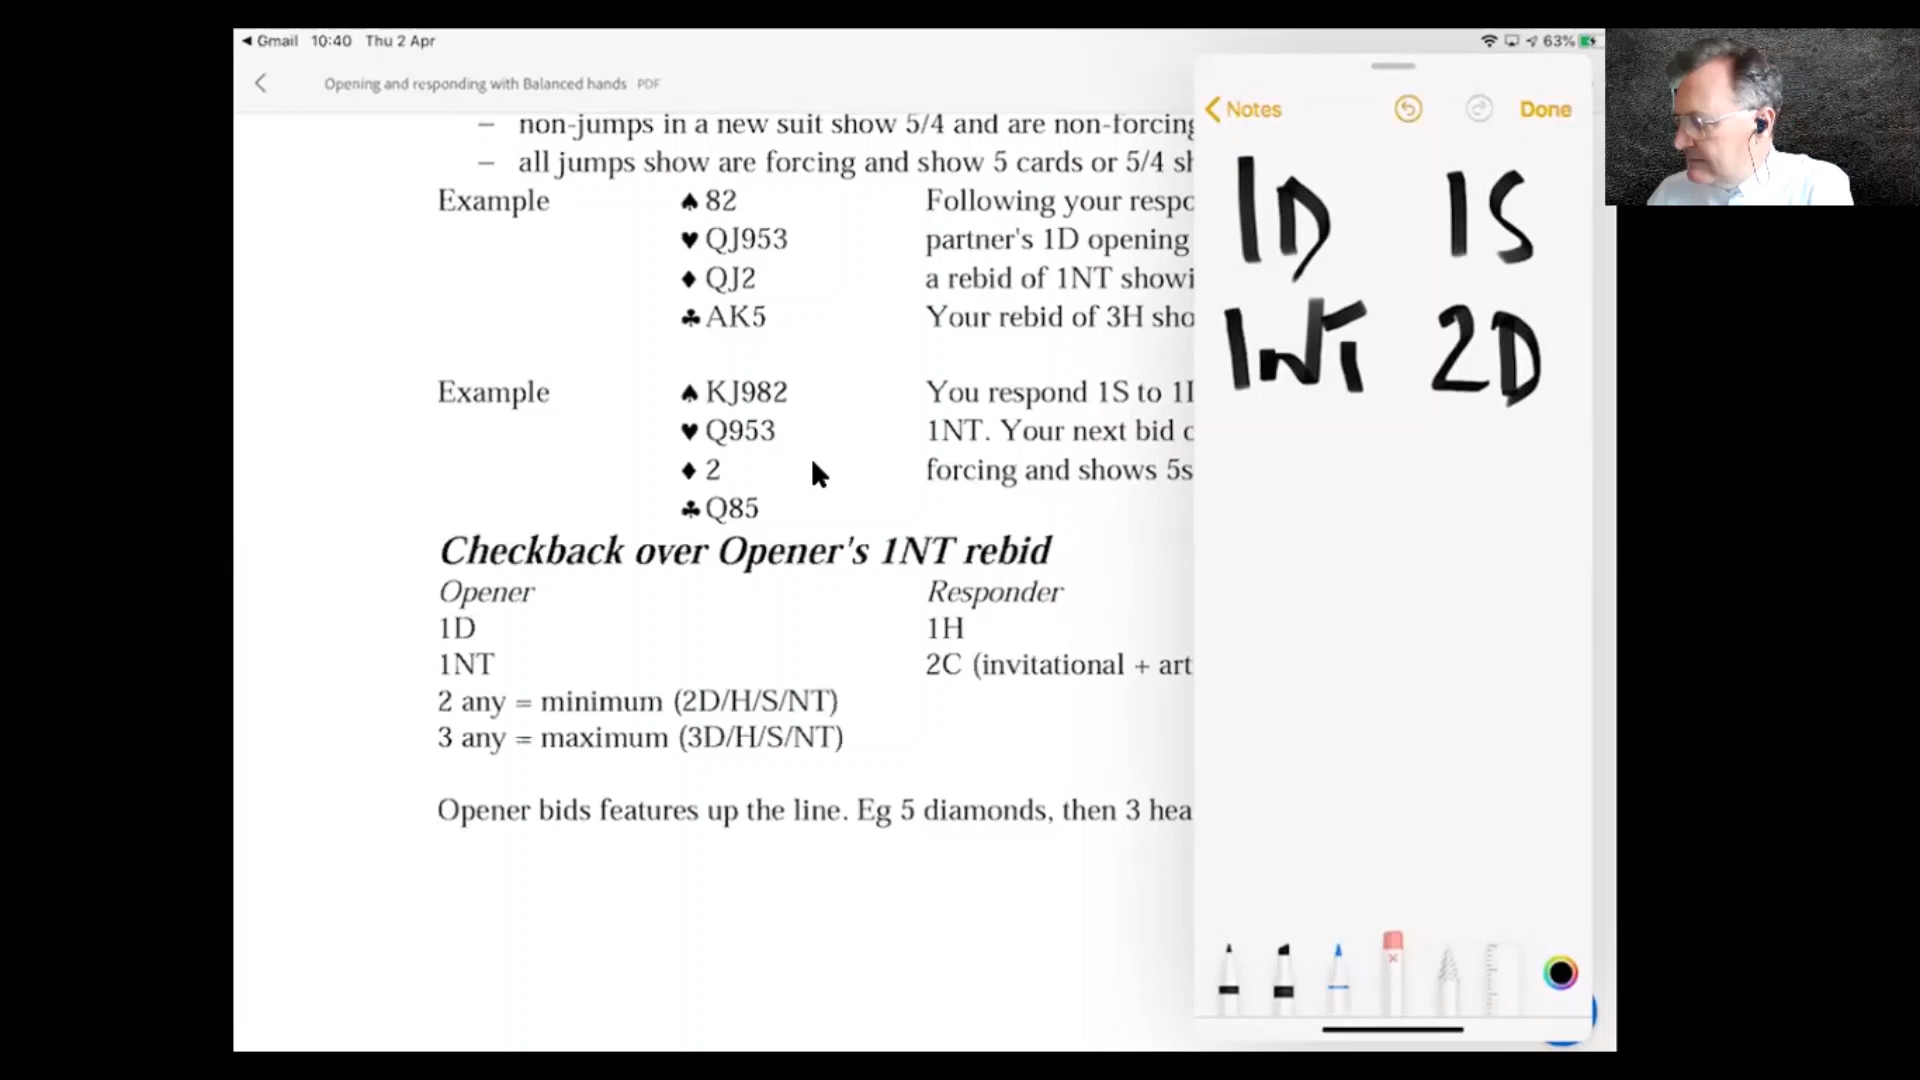 Gmail 10:40 Thu 2 Apr
63%
Opening and responding with Balanced hands PDF
– non-jumps in a new suit show 5/4 and are non-forcing
– all jumps show are forcing and show 5 cards or 5/4 sh
Example ♠ 82 Following your respo
♥ QJ953 partner's 1D opening
♦ QJ2 a rebid of 1NT showi
♣ AK5 Your rebid of 3H sho
Example ♠ KJ982 You respond 1S to 1D
♥ Q953 1NT. Your next bid o
♦ 2 forcing and shows 5s
♣ Q85
Checkback over Opener's 1NT rebid
Opener Responder
1D 1H
1NT 2C (invitational + art
2 any = minimum (2D/H/S/NT)
3 any = maximum (3D/H/S/NT)
Opener bids features up the line. Eg 5 diamonds, then 3 hea
Notes Done
1D 1S
1NT 2D